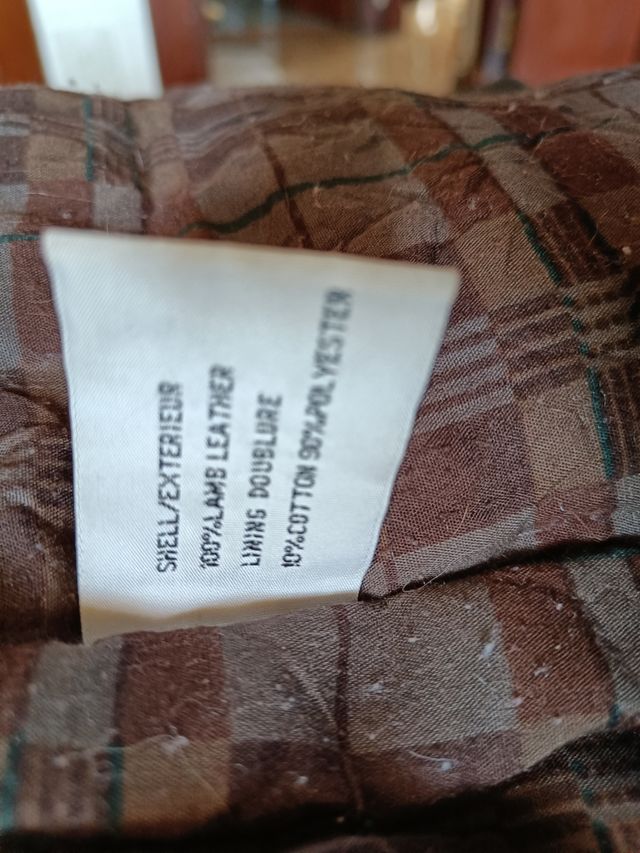 SHELL/EXTERIEUR
100%LAMB LEATHER
LINING DOUBLURE
10%COTTON 90%POLYESTER